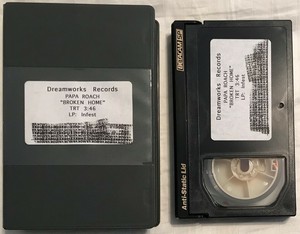 Dreamworks Records
PAPA ROACH
"BROKEN HOME"
TRT 3:46
LP: Infest
BETACAM SP
Dreamworks Records
PAPA ROACH
"BROKEN HOME"
TRT 3:46
LP: Infest
Anti-Static Lid